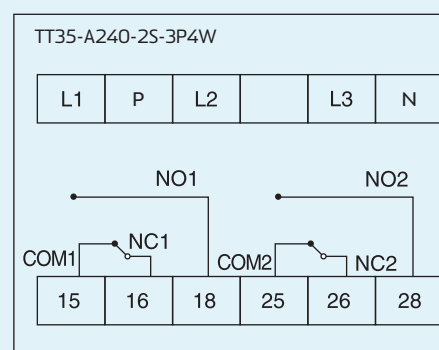 TT35-A240-2S-3P4W
L1 P L2 L3 N
NO1 NO2
COM1 NC1 COM2 NC2
15 16 18 25 26 28